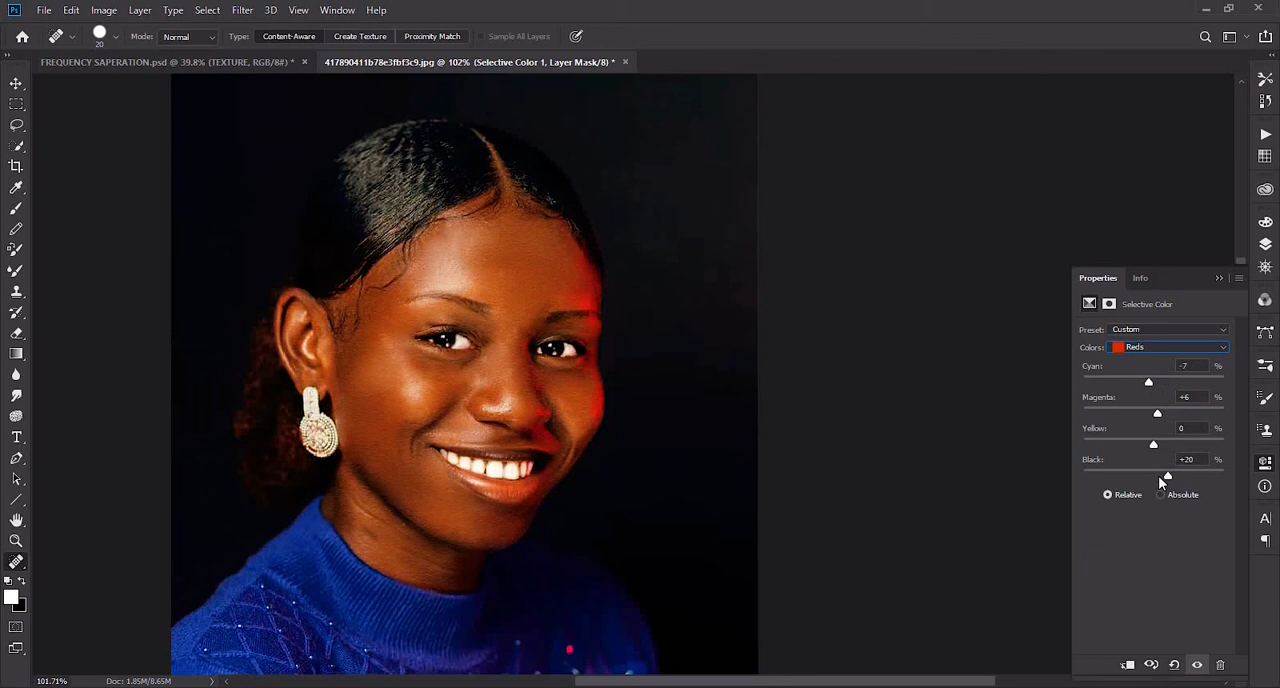 Ps File Edit Image Layer Type Select Filter 3D View Window Help
20 Mode: Normal Type: Content-Aware Create Texture Proximity Match Sample All Layers
FREQUENCY SAPERATION.psd @ 39.8% (TEXTURE, RGB/8#) * × 417890411b78e3fbf3c9.jpg @ 102% (Selective Color 1, Layer Mask/8) * ×
Properties Info
Selective Color
Preset: Custom
Colors: Reds
Cyan: -7 %
Magenta: +6 %
Yellow: 0 %
Black: +20 %
Relative Absolute
101.71% Doc: 1.85M/8.65M